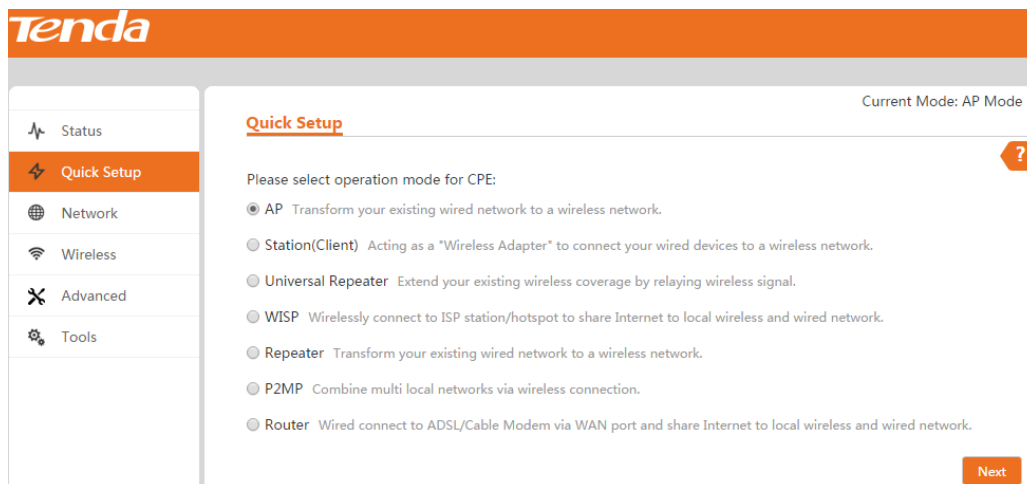 Tenda
Current Mode: AP Mode
Quick Setup
?
Status
Quick Setup
Network
Wireless
Advanced
Tools
Please select operation mode for CPE:
AP Transform your existing wired network to a wireless network.
Station(Client) Acting as a "Wireless Adapter" to connect your wired devices to a wireless network.
Universal Repeater Extend your existing wireless coverage by relaying wireless signal.
WISP Wirelessly connect to ISP station/hotspot to share Internet to local wireless and wired network.
Repeater Transform your existing wired network to a wireless network.
P2MP Combine multi local networks via wireless connection.
Router Wired connect to ADSL/Cable Modem via WAN port and share Internet to local wireless and wired network.
Next